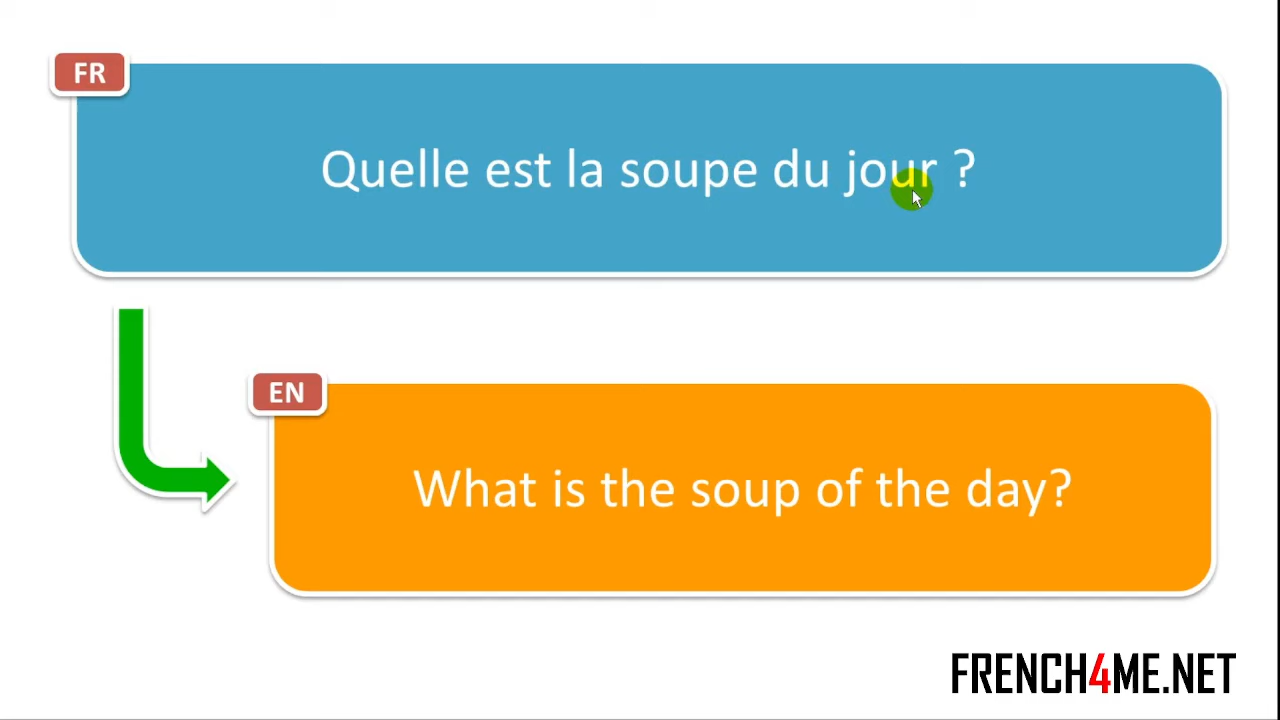 FR
Quelle est la soupe du jour ?
EN
What is the soup of the day?
FRENCH4ME.NET